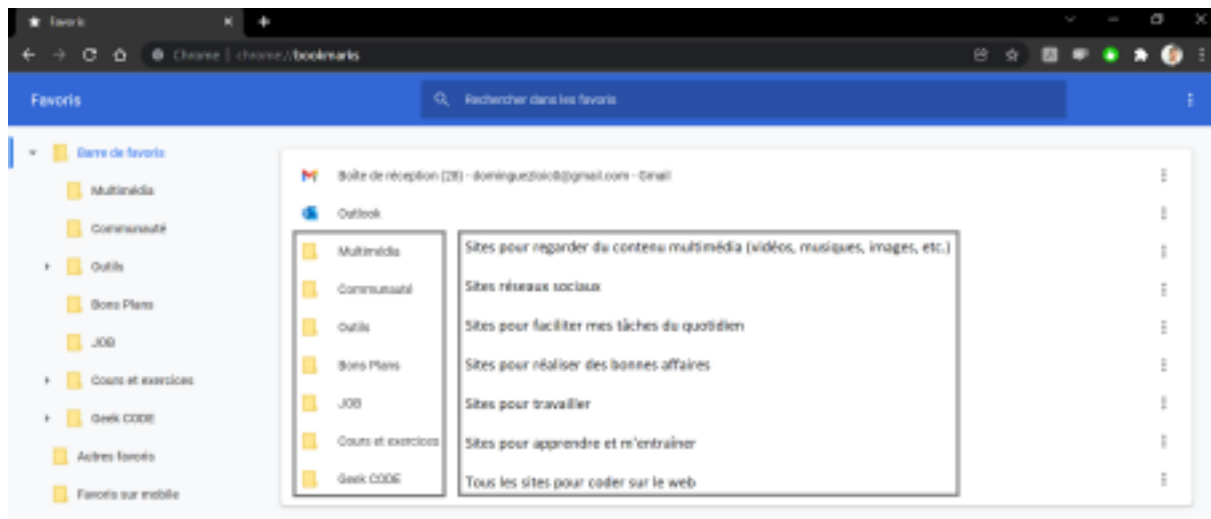 Favoris
Chrome | chrome://bookmarks
Favoris
Rechercher dans les favoris
Barre de favoris
Multimédia
Communauté
Outils
Bons Plans
JOB
Cours et exercices
Geek CODE
Autres favoris
Favoris sur mobile
Boîte de réception (28) - - Gmail
Outlook
Multimédia Sites pour regarder du contenu multimédia (vidéos, musiques, images, etc.)
Communauté Sites réseaux sociaux
Outils Sites pour faciliter mes tâches du quotidien
Bons Plans Sites pour réaliser des bonnes affaires
JOB Sites pour travailler
Cours et exercices Sites pour apprendre et m'entraîner
Geek CODE Tous les sites pour coder sur le web